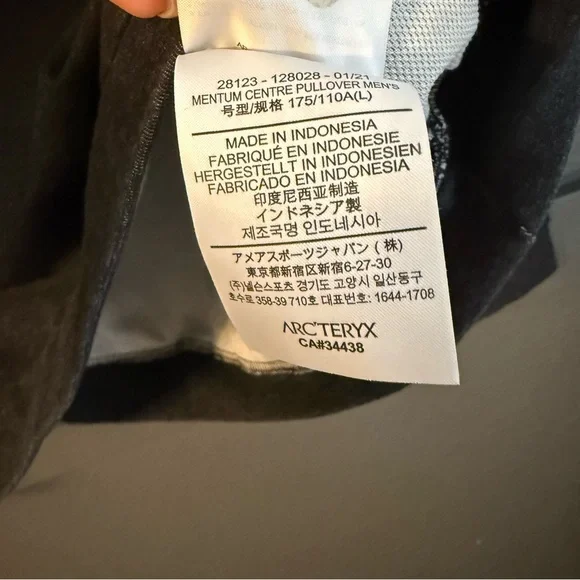 28123 - 128028 - 01/21
MENTUM CENTRE PULLOVER MEN'S
号型/规格 175/110A(L)
MADE IN INDONESIA
FABRIQUÉ EN INDONESIE
HERGESTELLT IN INDONESIEN
FABRICADO EN INDONESIA
印度尼西亚制造
インドネシア製
제조국명 인도네시아
アメアスポーツジャパン (株)
東京都新宿区新宿6-27-30
(주)넬슨스포츠 경기도 고양시 일산동구
호수로 358-39 710호 대표번호: 1644-1708
ARC'TERYX
CA#34438